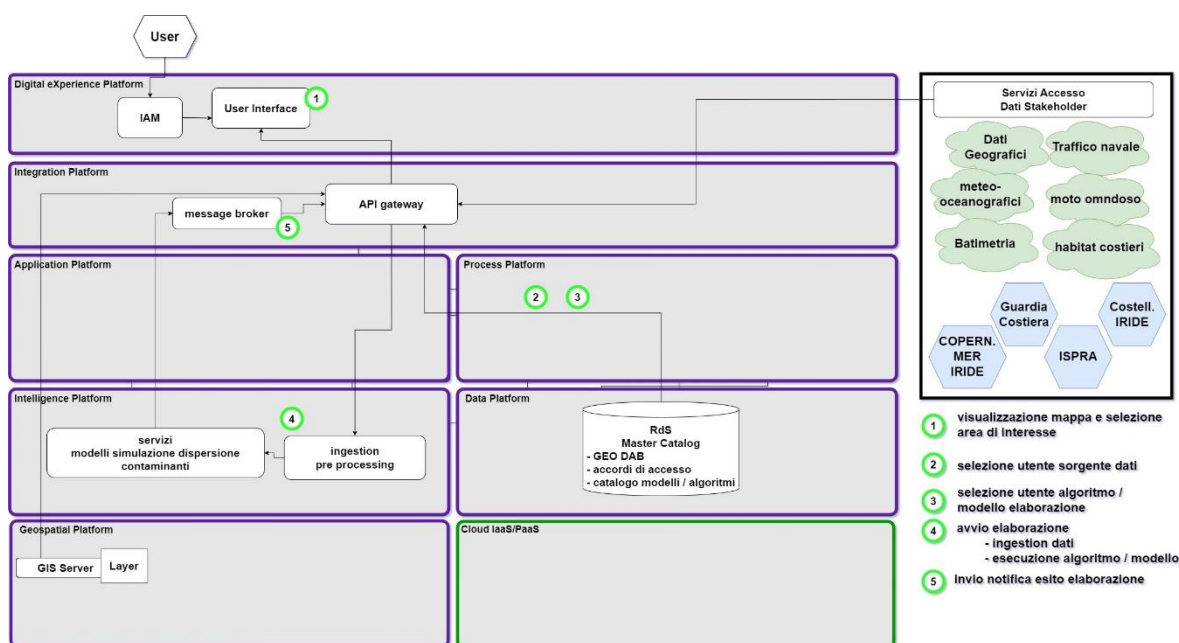 User
Digital eXperience Platform
IAM
User Interface
1
Integration Platform
message broker
5
API gateway
Application Platform
Process Platform
2
3
Intelligence Platform
4
servizi
modelli simulazione dispersione
contaminanti
ingestion
pre processing
Data Platform
RdS
Master Catalog
- GEO DAB
- accordi di accesso
- catalogo modelli / algoritmi
Geospatial Platform
GIS Server
Layer
Cloud IaaS/PaaS
Servizi Accesso
Dati Stakeholder
Dati
Geografici
Traffico navale
meteo-
oceanografici
moto omndoso
Batimetria
habitat costieri
Guardia
Costiera
Costell.
IRIDE
COPERN.
MER
IRIDE
ISPRA
1
visualizzazione mappa e selezione
area di interesse
2
selezione utente sorgente dati
3
selezione utente algoritmo /
modello elaborazione
4
avvio elaborazione
- ingestion dati
- esecuzione algoritmo / modello
5
Invio notifica esito elaborazione